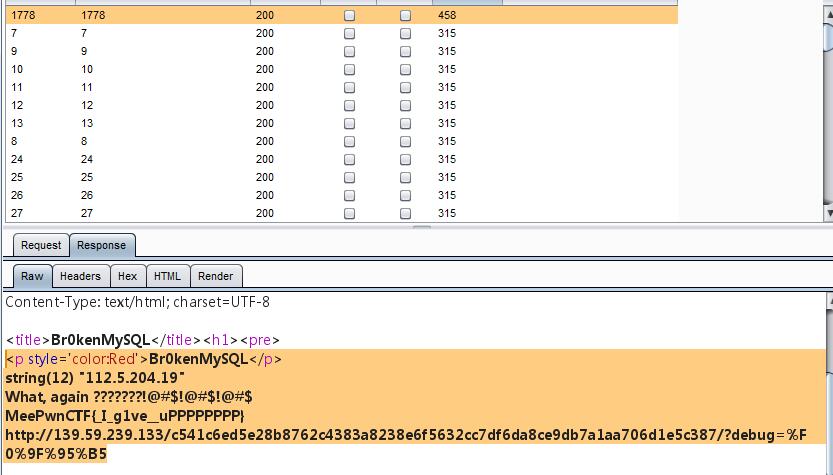 1778 1778 200 458
7 7 200 315
9 9 200 315
10 10 200 315
11 11 200 315
12 12 200 315
13 13 200 315
8 8 200 315
24 24 200 315
25 25 200 315
26 26 200 315
27 27 200 315
Request Response
Raw Headers Hex HTML Render
Content-Type: text/html; charset=UTF-8
<title>Br0kenMySQL</title><h1><pre>
<p style='color:Red'>Br0kenMySQL</p>
string(12) "112.5.204.19"
What, again ???????!@#$!@#$!@#$
MeePwnCTF{_I_g1ve__uPPPPPPPP}
http://139.59.239.133/c541c6ed5e28b8762c4383a8238e6f5632cc7df6da8ce9db7a1aa706d1e5c387/?debug=%F
0%9F%95%B5